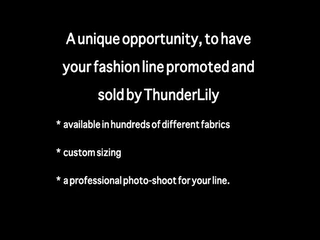 A unique opportunity, to have
your fashion line promoted and
sold by ThunderLily
* available in hundreds of different fabrics
* custom sizing
* a professional photo-shoot for your line.